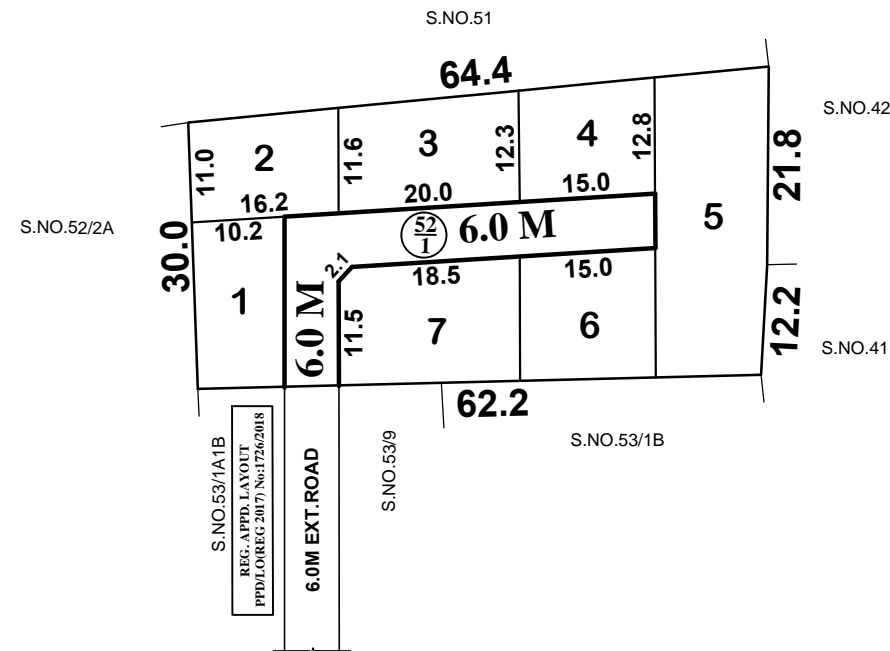 S.NO.51
64.4
S.NO.42
11.0
2
11.6
3
12.3
4
12.8
21.8
16.2
20.0
15.0
S.NO.52/2A
10.2
52
1
6.0 M
5
30.0
2.1
18.5
15.0
1
6.0 M
11.5
7
6
12.2
S.NO.41
62.2
S.NO.53/1A1B
REG. APPD. LAYOUT
PPD/LO(REG 2017) No:1726/2018
6.0M EXT.ROAD
S.NO.53/9
S.NO.53/1B